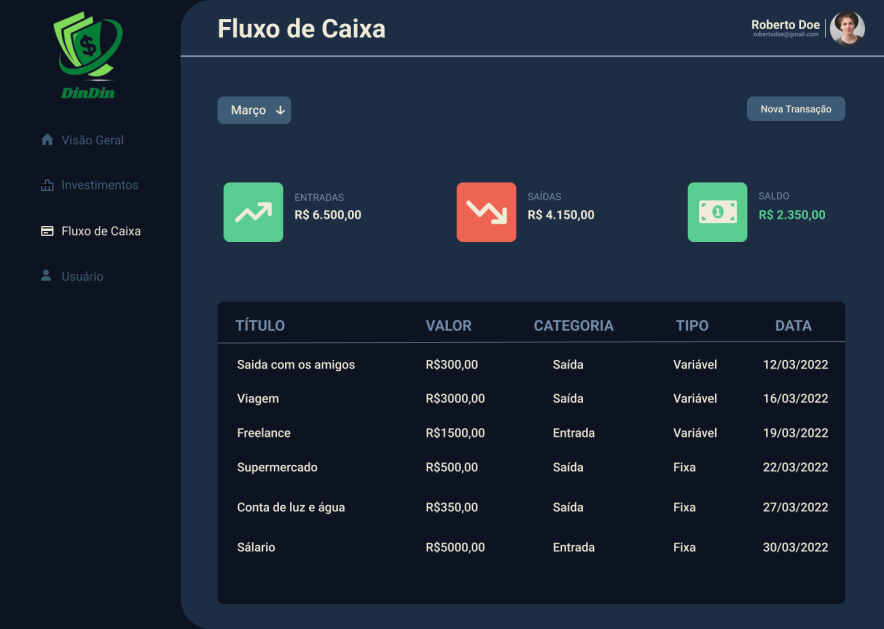 DinDin
Visão Geral
Investimentos
Fluxo de Caixa
Usuário
Fluxo de Caixa
Roberto Doe
robertodoe@gmail.com
Março
Nova Transação
ENTRADAS
R$ 6.500,00
SAÍDAS
R$ 4.150,00
SALDO
R$ 2.350,00
TÍTULO VALOR CATEGORIA TIPO DATA
Saida com os amigos R$300,00 Saída Variável 12/03/2022
Viagem R$3000,00 Saída Variável 16/03/2022
Freelance R$1500,00 Entrada Variável 19/03/2022
Supermercado R$500,00 Saída Fixa 22/03/2022
Conta de luz e água R$350,00 Saída Fixa 27/03/2022
Sálario R$5000,00 Entrada Fixa 30/03/2022